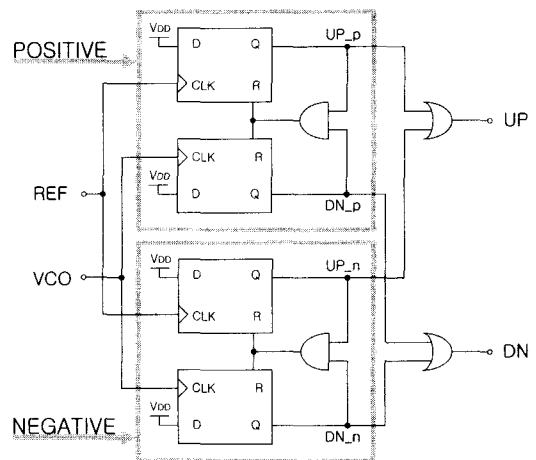 VDD
D Q UP_p
POSITIVE
CLK R
UP
CLK R
VDD
REF
D Q
DN_p
VDD
UP_n
VCO
D Q
CLK R
DN
CLK R
VDD
NEGATIVE
D Q
DN_n